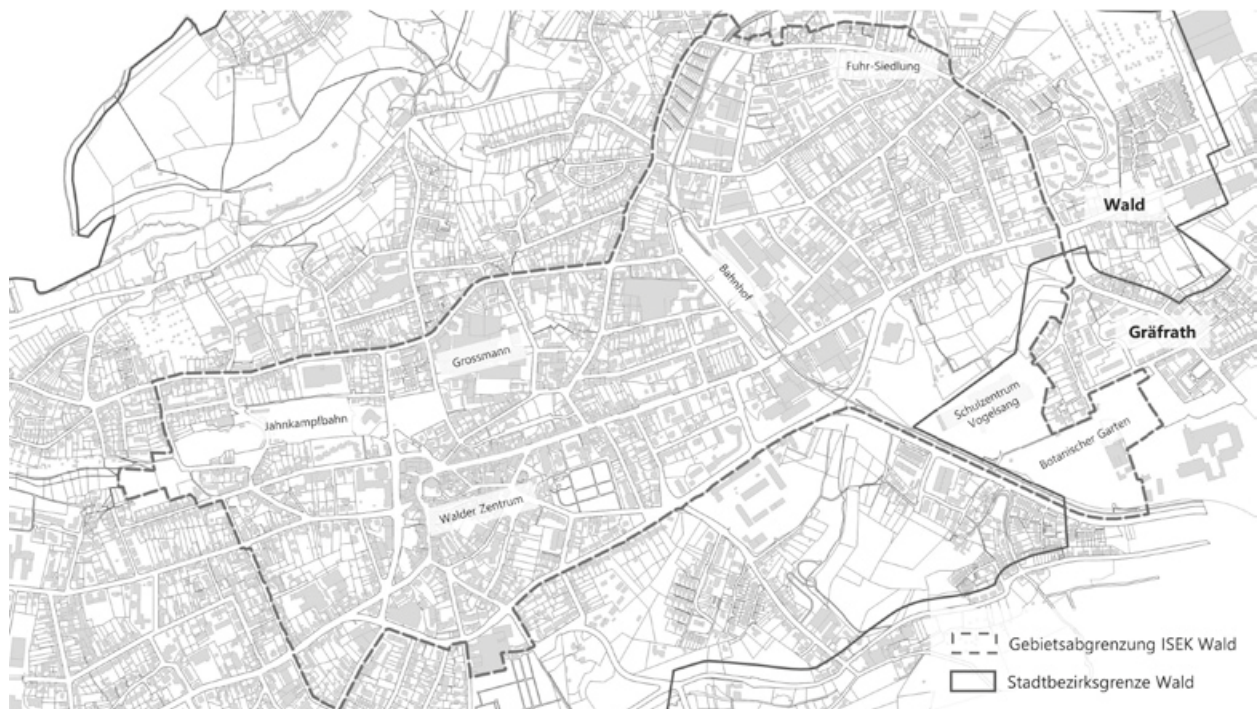 Fuhr-Siedlung
Wald
Bahnhof
Gräfrath
Grossmann
Schulzentrum
Vogelsang
Jahnkampfbahn
Botanischer Garten
Walder Zentrum
Gebietsabgrenzung ISEK Wald
Stadtbezirksgrenze Wald